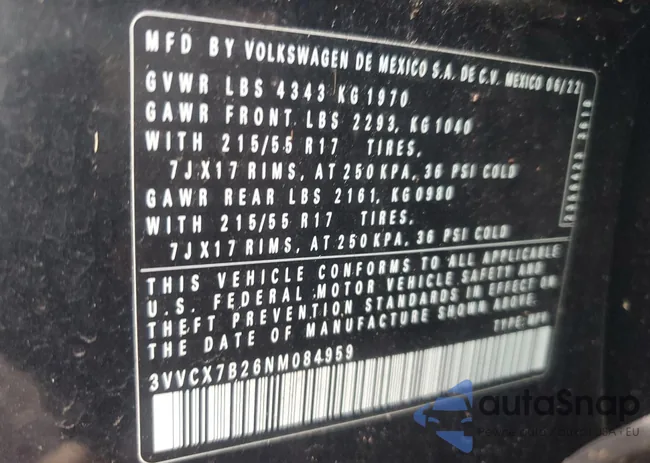 MFD BY VOLKSWAGEN DE MEXICO S.A. DE C.V. MEXICO 06/22
GVWR LBS 4343 KG 1970
GAWR FRONT LBS 2293, KG 1040
WITH 215/55 R17 TIRES,
7JX17 RIMS, AT 250 KPA, 36 PSI COLD
GAWR REAR LBS 2161, KG 0980
WITH 215/55 R17 TIRES,
7JX17 RIMS, AT 250 KPA, 36 PSI COLD
THIS VEHICLE CONFORMS TO ALL APPLICABLE
U.S. FEDERAL MOTOR VEHICLE SAFETY AND
THEFT PREVENTION STANDARDS IN EFFECT ON
THE DATE OF MANUFACTURE SHOWN ABOVE.
TYPE: MPV
3VVCX7B26NM084959
autoSnap